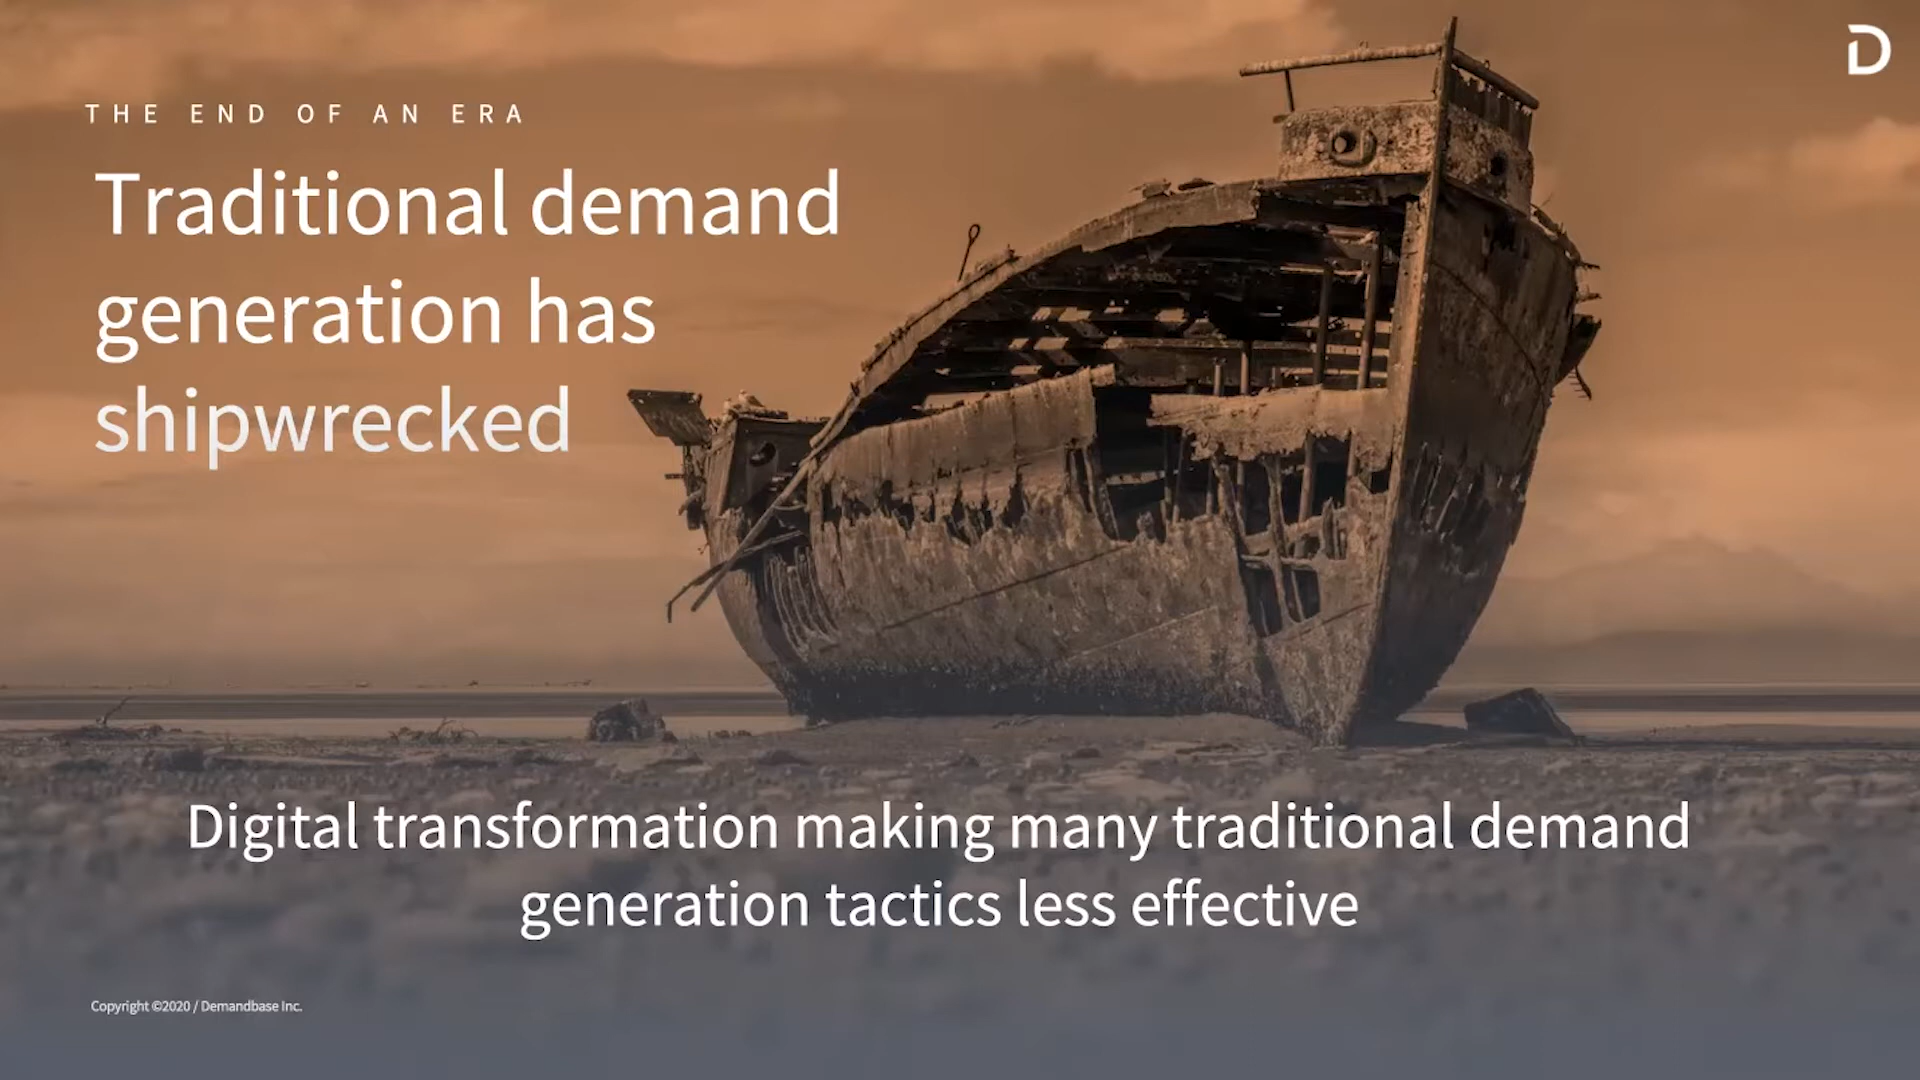 THE END OF AN ERA
Traditional demand
generation has
shipwrecked
Digital transformation making many traditional demand
generation tactics less effective
Copyright ©2020 / Demandbase Inc.